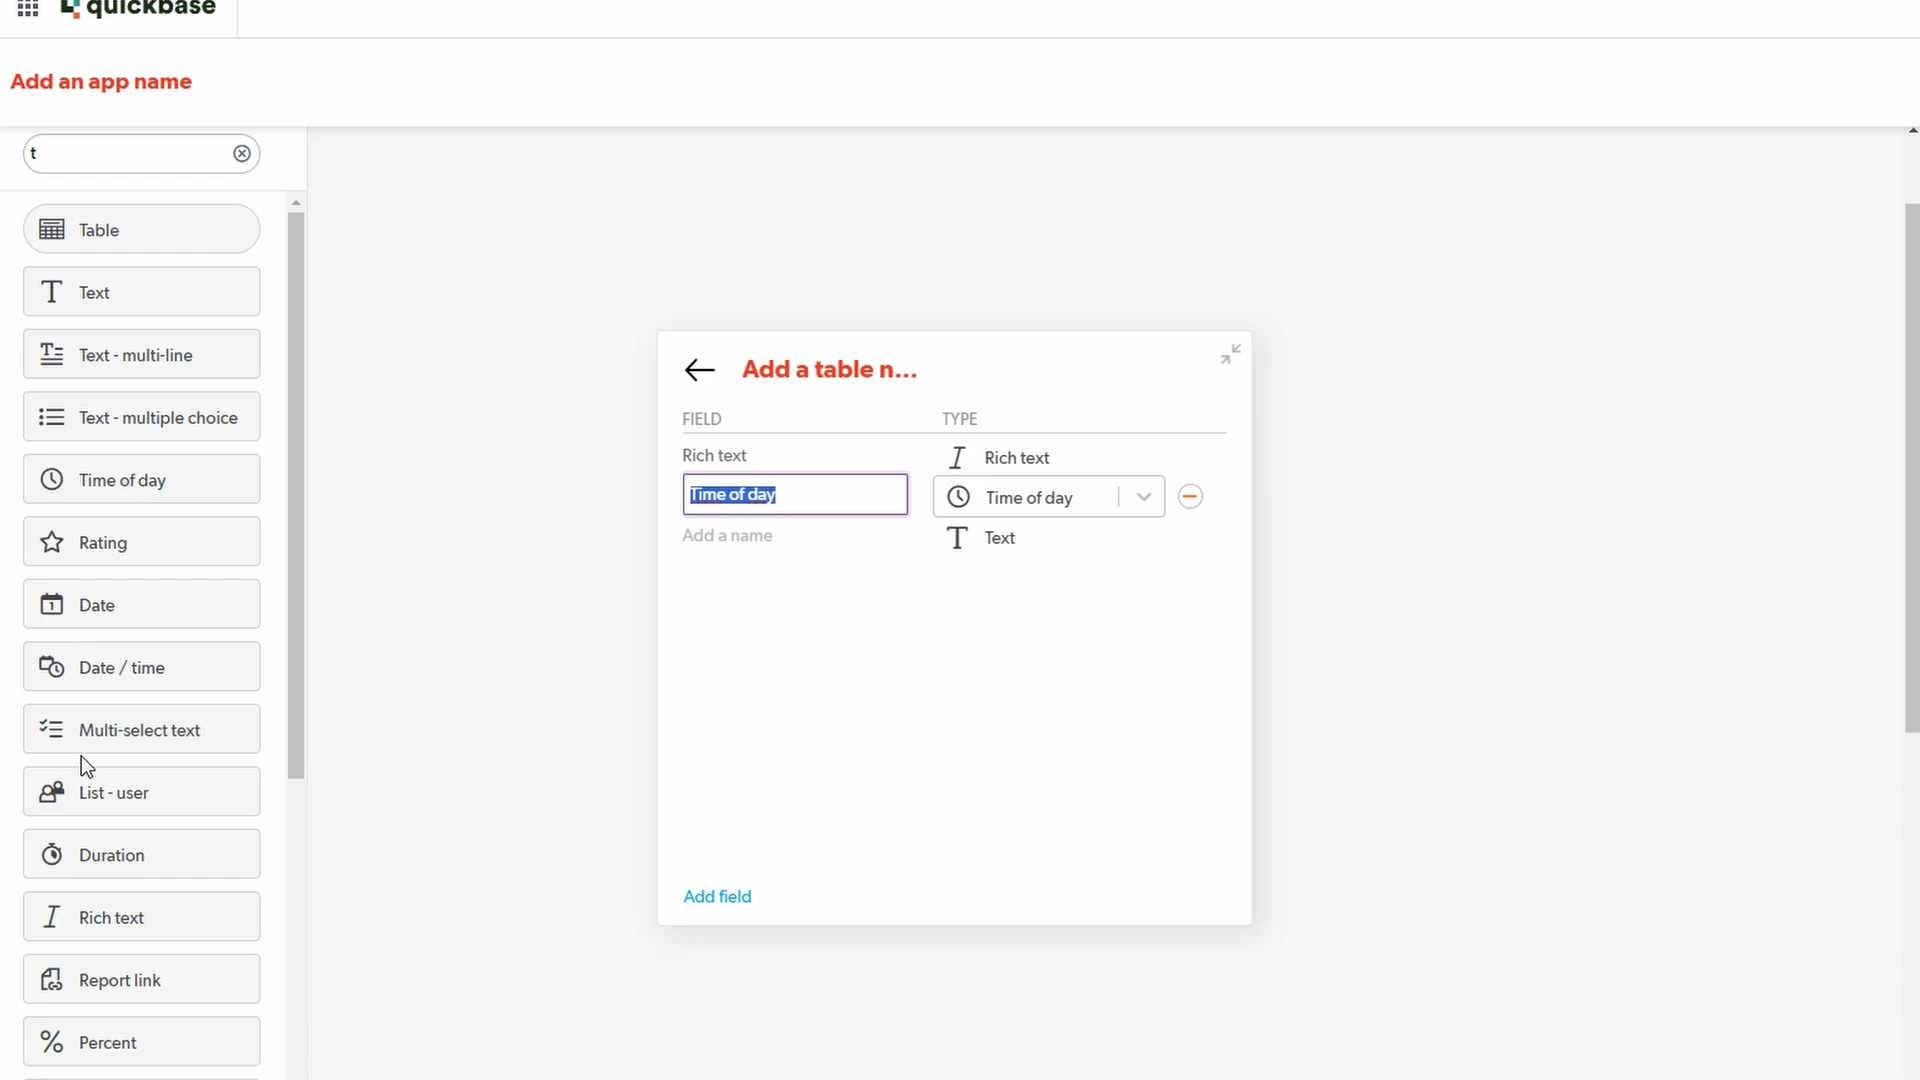 quickbase
Add an app name
t
Table
Text
Text - multi-line
Text - multiple choice
Time of day
Rating
Date
Date / time
Multi-select text
List - user
Duration
Rich text
Report link
Percent
Add a table n...
FIELD TYPE
Rich text Rich text
Time of day Time of day
Add a name Text
Add field